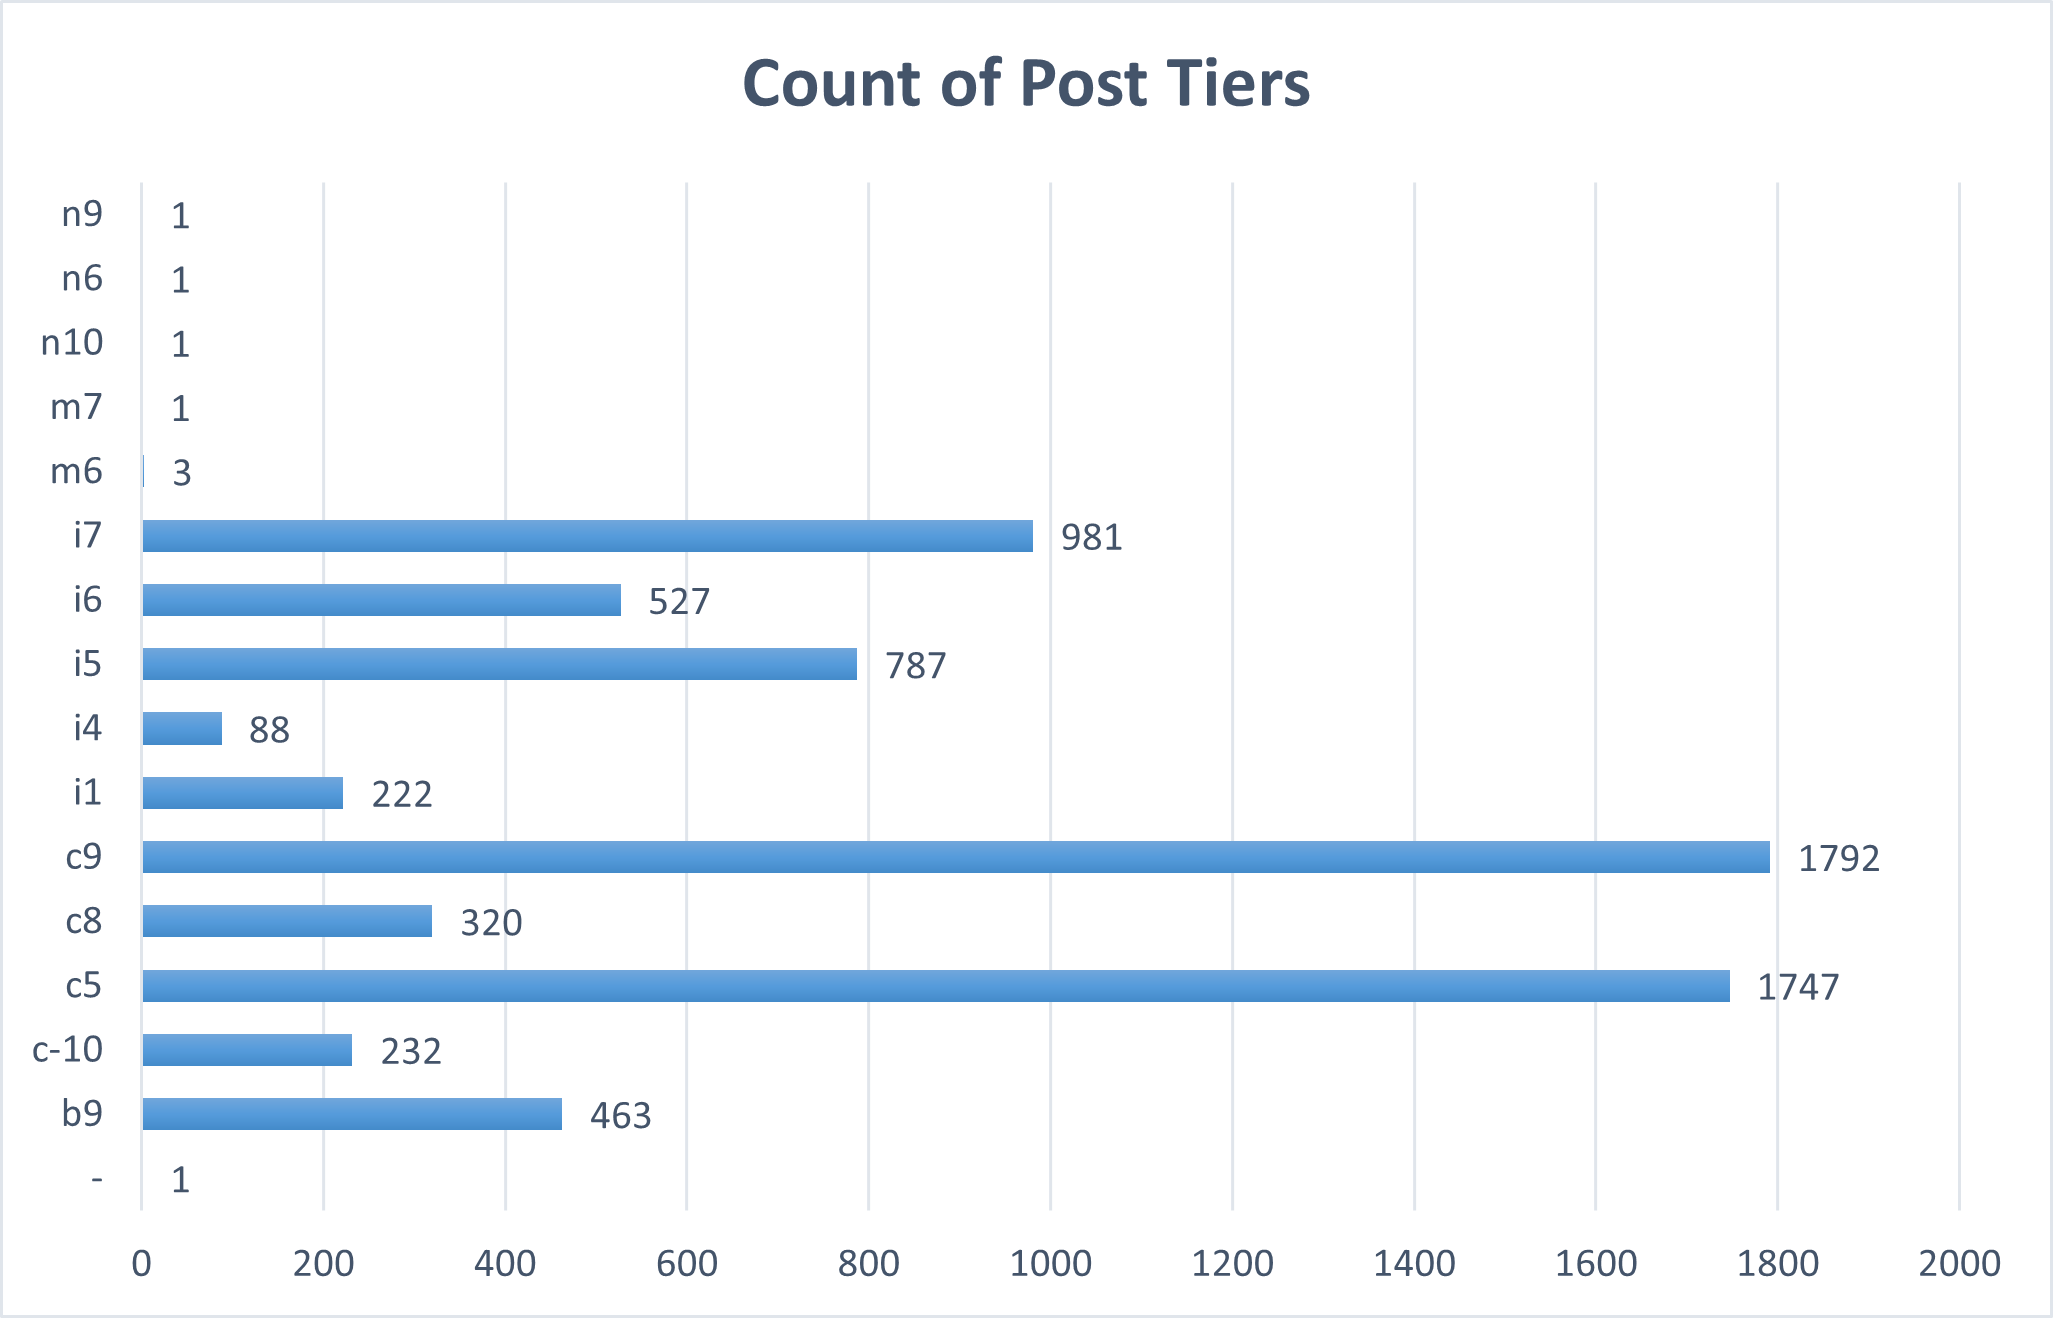 Count of Post Tiers
n9 1
n6 1
n10 1
m7 1
m6 3
i7 981
i6 527
i5 787
i4 88
i1 222
c9 1792
c8 320
c5 1747
c-10 232
b9 463
- 1
0 200 400 600 800 1000 1200 1400 1600 1800 2000